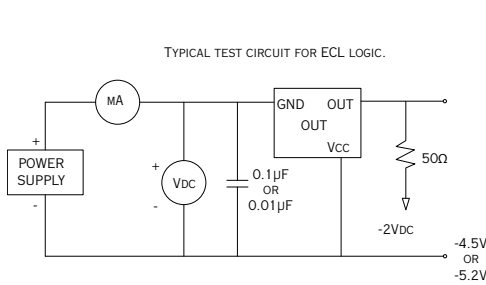 TYPICAL TEST CIRCUIT FOR ECL LOGIC.
MA
GND OUT
OUT
VCC
+
POWER
SUPPLY
-
+
VDC
-
0.1µF
OR
0.01µF
50Ω
-2VDC
-4.5V
OR
-5.2V